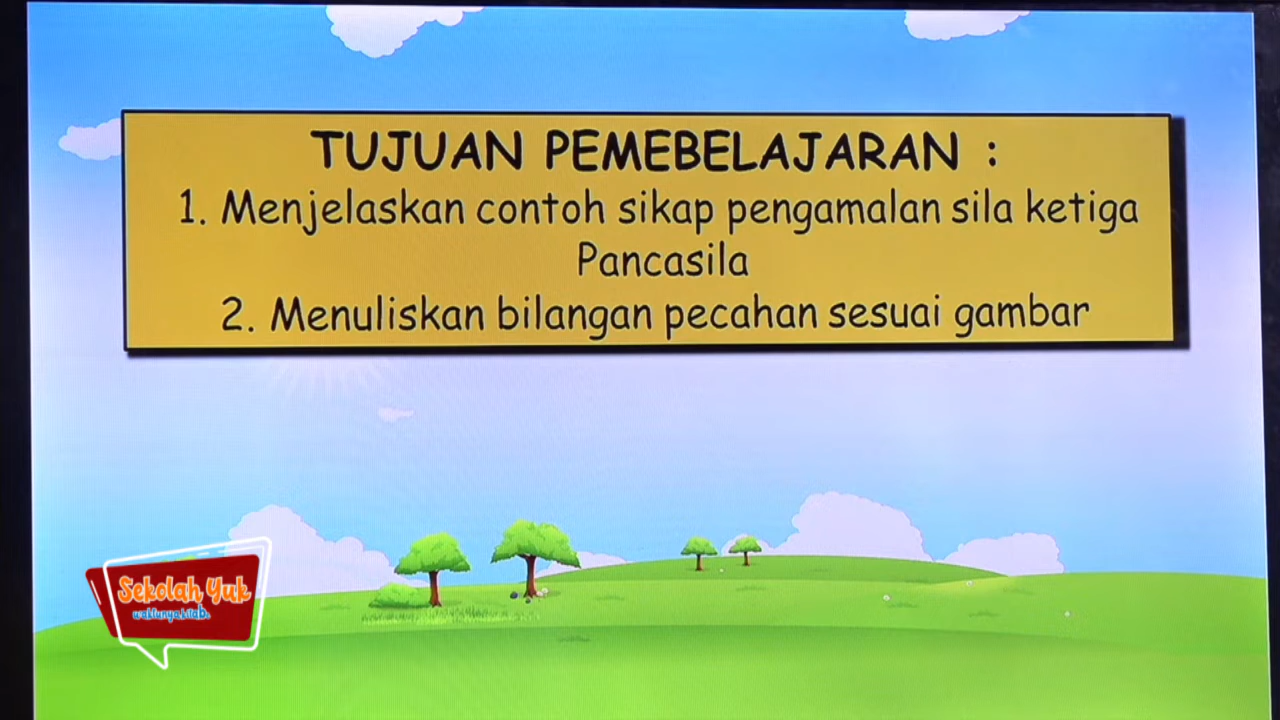 TUJUAN PEMEBELAJARAN :
1. Menjelaskan contoh sikap pengamalan sila ketiga
Pancasila
2. Menuliskan bilangan pecahan sesuai gambar
Sekolah Yuk